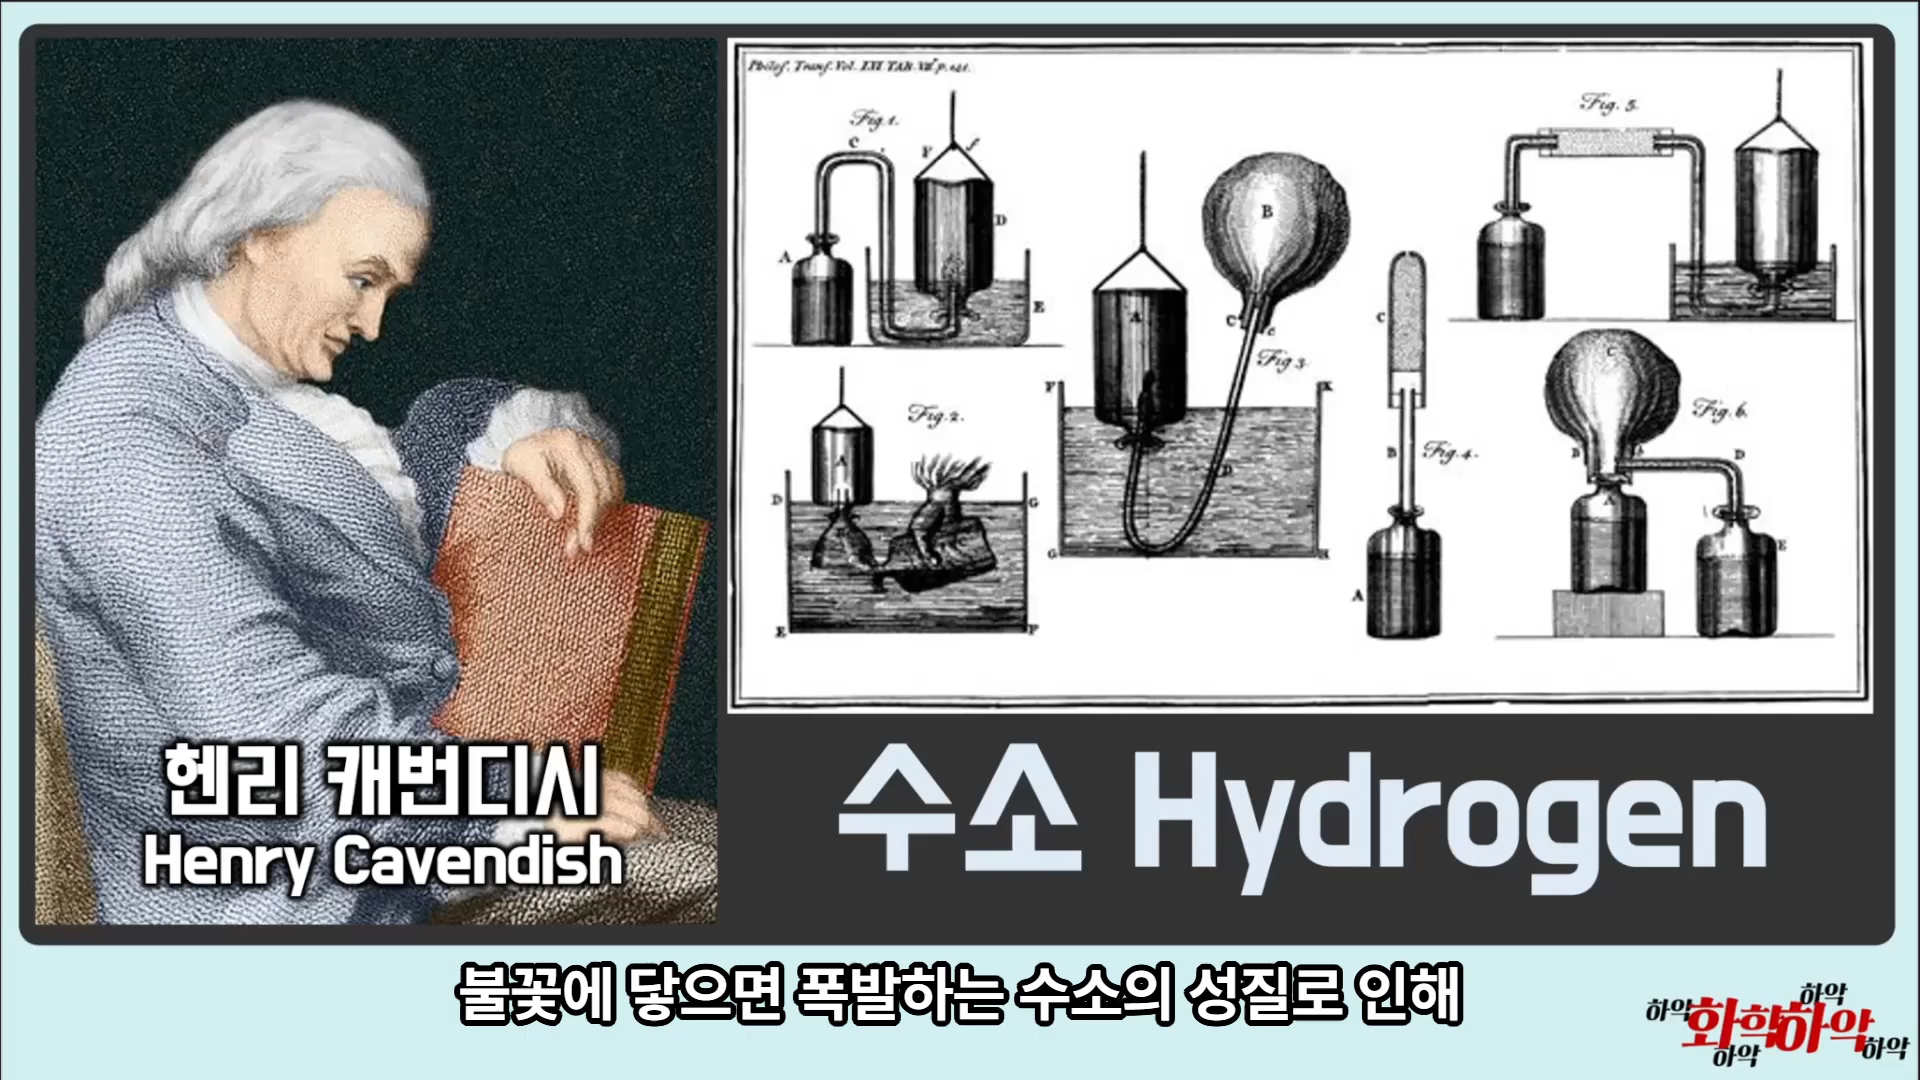 Philos. Trans. Vol. LVI. TAB. VII. p. 141.
Fig. 1.
C
F
f
D
A
E
Fig. 2.
A
D
G
E
F
B
C
c
Fig. 3.
A
F
K
D
G
H
C
B
Fig. 4.
A
Fig. 5.
C
Fig. 6.
B
D
A
E
헨리 캐번디시
Henry Cavendish
수소 Hydrogen
불꽃에 닿으면 폭발하는 수소의 성질로 인해
하악
하악
화학하악
하악
하악